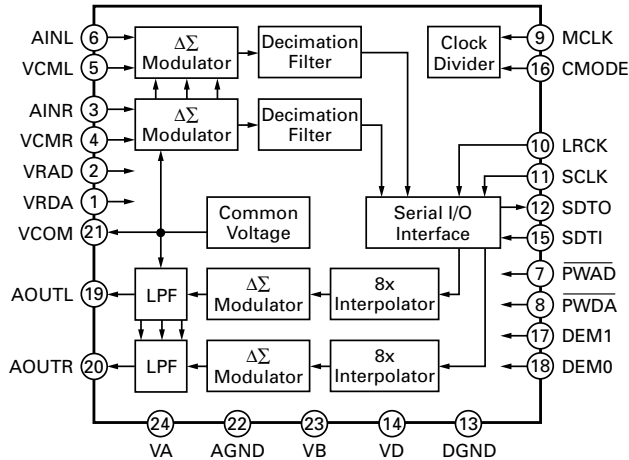 AINL 6
VCML 5
AINR 3
VCMR 4
VRAD 2
VRDA 1
VCOM 21
AOUTL 19
AOUTR 20
ΔΣ
Modulator
Decimation
Filter
Clock
Divider
ΔΣ
Modulator
Decimation
Filter
Common
Voltage
Serial I/O
Interface
LPF
ΔΣ
Modulator
8x
Interpolator
LPF
ΔΣ
Modulator
8x
Interpolator
9 MCLK
16 CMODE
10 LRCK
11 SCLK
12 SDTO
15 SDTI
7 P̅W̅A̅D̅
8 P̅W̅D̅A̅
17 DEM1
18 DEM0
24 22 23 14 13
VA AGND VB VD DGND